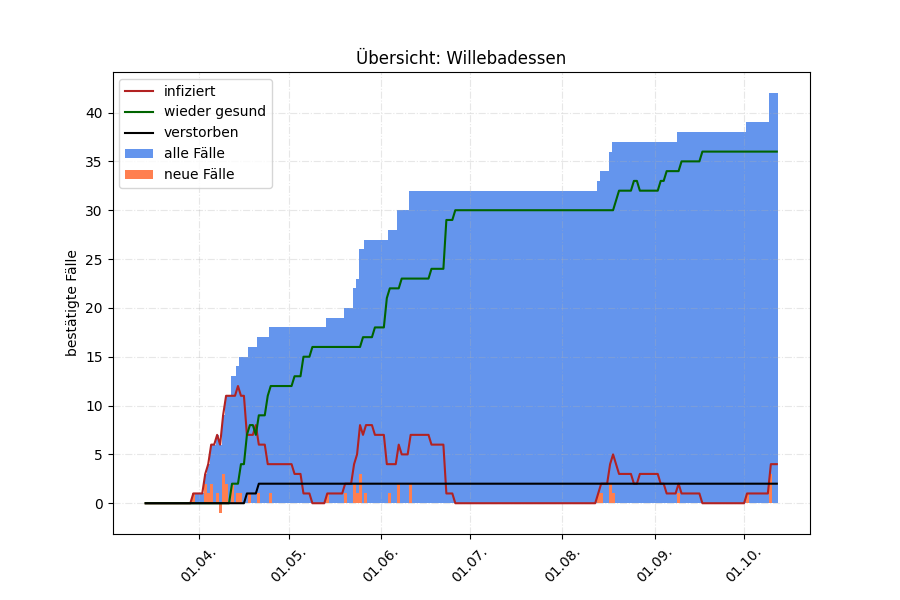 Übersicht: Willebadessen
infiziert
wieder gesund
verstorben
alle Fälle
neue Fälle
bestätigte Fälle
40
35
30
25
20
15
10
5
0
01.04.
01.05.
01.06.
01.07.
01.08.
01.09.
01.10.